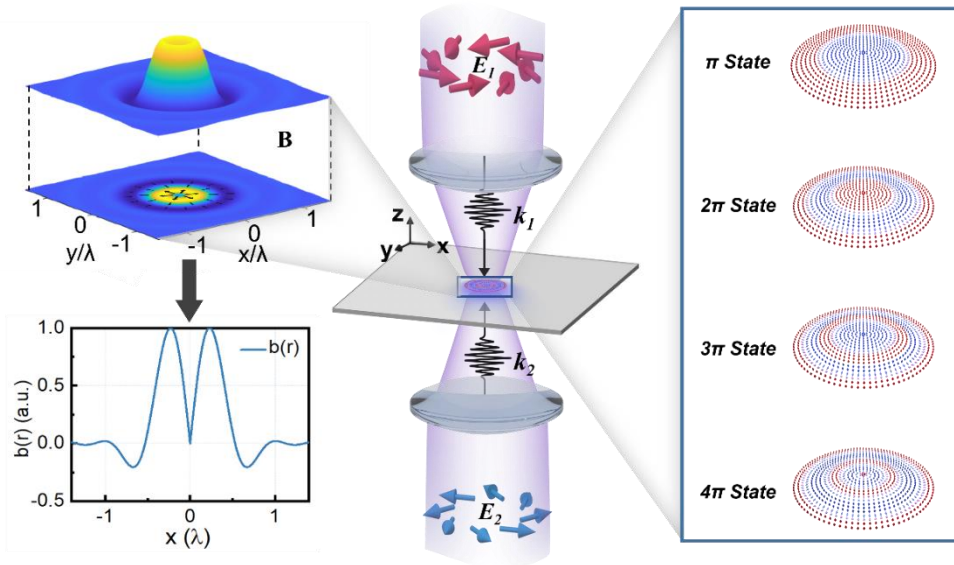 B
1
0
-1
y/λ
-1
0
1
x/λ
b(r) (a.u.)
1.0
0.5
0.0
-0.5
b(r)
-1
0
1
x (λ)
E1
k1
z
y
x
k2
E2
π State
2π State
3π State
4π State